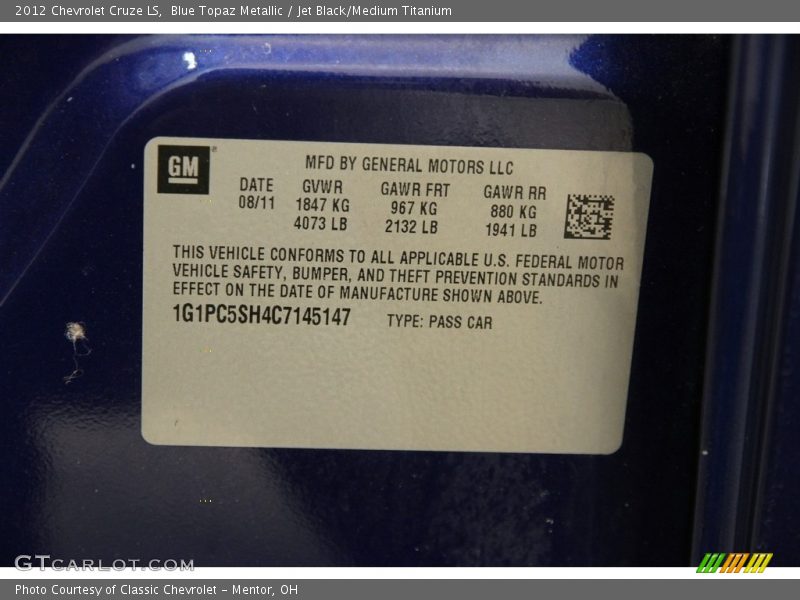 2012 Chevrolet Cruze LS, Blue Topaz Metallic / Jet Black/Medium Titanium
GM
MFD BY GENERAL MOTORS LLC
DATE GVWR GAWR FRT GAWR RR
08/11 1847 KG 967 KG 880 KG
4073 LB 2132 LB 1941 LB
THIS VEHICLE CONFORMS TO ALL APPLICABLE U.S. FEDERAL MOTOR
VEHICLE SAFETY, BUMPER, AND THEFT PREVENTION STANDARDS IN
EFFECT ON THE DATE OF MANUFACTURE SHOWN ABOVE.
1G1PC5SH4C7145147 TYPE: PASS CAR
GTCARLOT.COM
Photo Courtesy of Classic Chevrolet - Mentor, OH